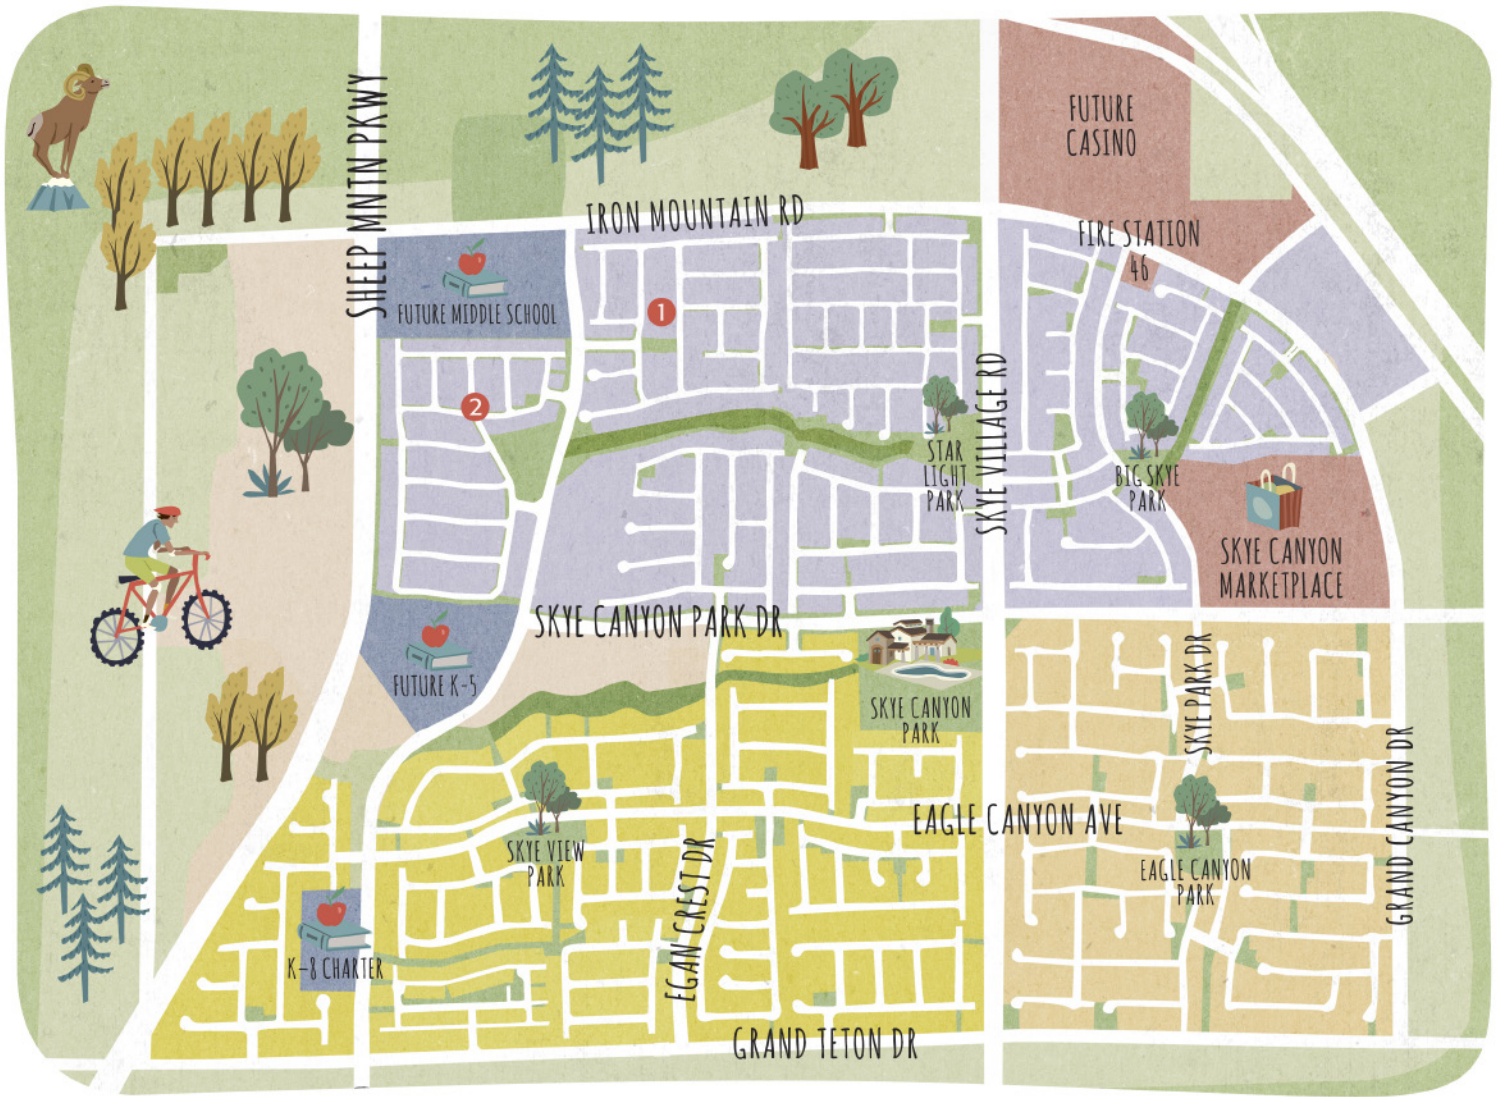 SHEEP MNTN PKWY
FUTURE
CASINO
IRON MOUNTAIN RD
FIRE STATION
46
FUTURE MIDDLE SCHOOL
1
2
STAR
LIGHT
PARK
SKYE VILLAGE RD
BIG SKYE
PARK
SKYE CANYON
MARKETPLACE
SKYE CANYON PARK DR
FUTURE K-5
SKYE CANYON
PARK
SKYE PARK DR
EAGLE CANYON AVE
GRAND CANYON DR
SKYE VIEW
PARK
EGAN CREST DR
EAGLE CANYON
PARK
K-8 CHARTER
GRAND TETON DR